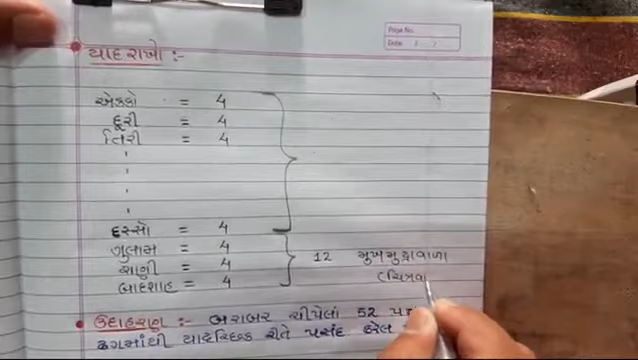 Page No.
Date / /
યાદ રાખો :-
એક્કો = 4
દૂરી = 4
તિરી = 4
દસ્સો = 4
ગુલામ = 4
રાણી = 4
બાદશાહ = 4
12 મુખમુદ્રાવાળા
(ચિત્રવા
ઉદાહરણ :- બરાબર ચીપેલાં 52
ઢગમાંથી યાદચ્છિક રીતે પસંદ કરેલ